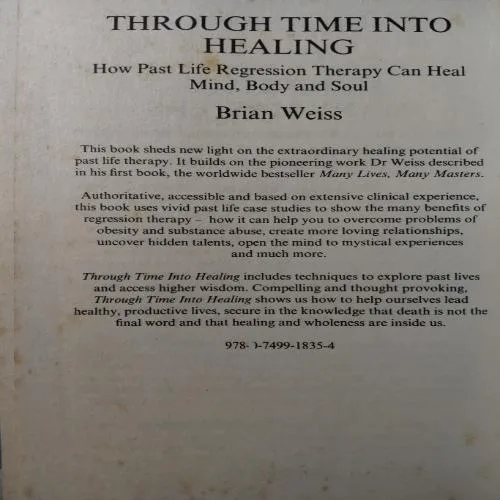 THROUGH TIME INTO
HEALING
How Past Life Regression Therapy Can Heal
Mind, Body and Soul
Brian Weiss
This book sheds new light on the extraordinary healing potential of
past life therapy. It builds on the pioneering work Dr Weiss described
in his first book, the worldwide bestseller Many Lives, Many Masters.
Authoritative, accessible and based on extensive clinical experience,
this book uses vivid past life case studies to show the many benefits of
regression therapy – how it can help you to overcome problems of
obesity and substance abuse, create more loving relationships,
uncover hidden talents, open the mind to mystical experiences
and much more.
Through Time Into Healing includes techniques to explore past lives
and access higher wisdom. Compelling and thought provoking,
Through Time Into Healing shows us how to help ourselves lead
healthy, productive lives, secure in the knowledge that death is not the
final word and that healing and wholeness are inside us.
978-0-7499-1835-4